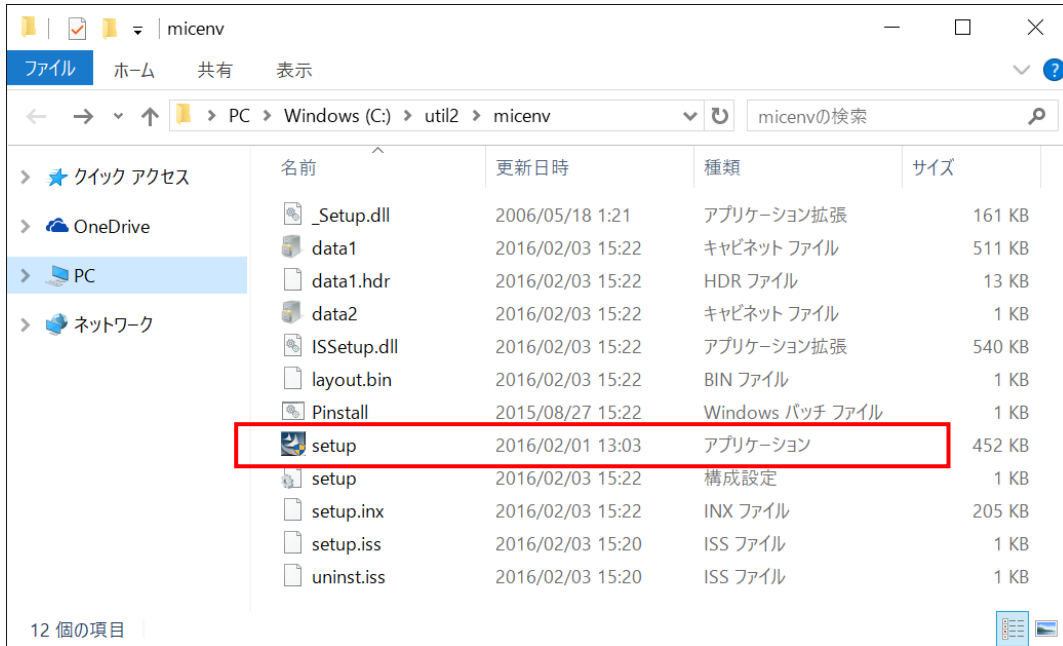 micenv
ファイル ホーム 共有 表示
PC > Windows (C:) > util2 > micenv micenvの検索
名前 更新日時 種類 サイズ
クイック アクセス
OneDrive
PC
ネットワーク
_Setup.dll 2006/05/18 1:21 アプリケーション拡張 161 KB
data1 2016/02/03 15:22 キャビネット ファイル 511 KB
data1.hdr 2016/02/03 15:22 HDR ファイル 13 KB
data2 2016/02/03 15:22 キャビネット ファイル 1 KB
ISSetup.dll 2016/02/03 15:22 アプリケーション拡張 540 KB
layout.bin 2016/02/03 15:22 BIN ファイル 1 KB
Pinstall 2015/08/27 15:22 Windows バッチ ファイル 1 KB
setup 2016/02/01 13:03 アプリケーション 452 KB
setup 2016/02/03 15:22 構成設定 1 KB
setup.inx 2016/02/03 15:22 INX ファイル 205 KB
setup.iss 2016/02/03 15:20 ISS ファイル 1 KB
uninst.iss 2016/02/03 15:20 ISS ファイル 1 KB
12 個の項目